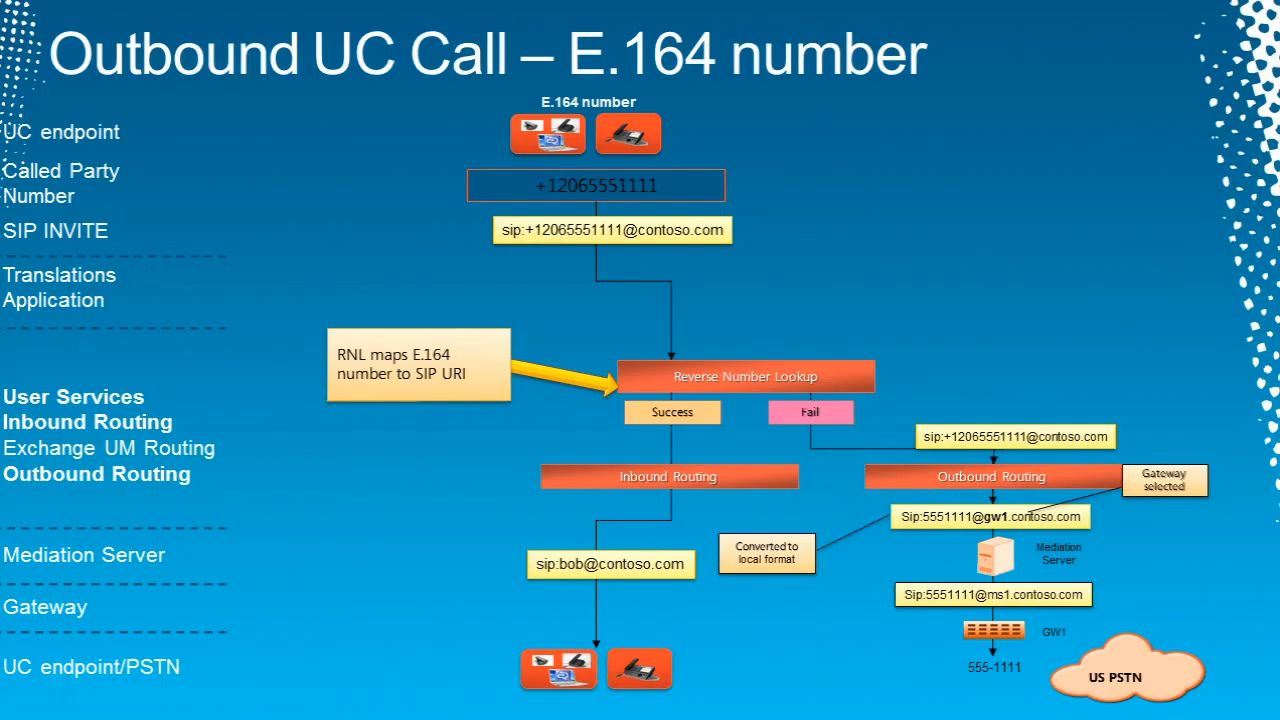 Outbound UC Call – E.164 number
E.164 number
UC endpoint
Called Party
Number
+12065551111
SIP INVITE
sip:+12065551111@contoso.com
Translations
Application
RNL maps E.164
number to SIP URI
Reverse Number Lookup
Success
Fail
User Services
Inbound Routing
Exchange UM Routing
Outbound Routing
sip:+12065551111@contoso.com
Inbound Routing
Outbound Routing
Gateway
selected
Sip:5551111@gw1.contoso.com
Converted to
local format
Mediation Server
sip:bob@contoso.com
Mediation
Server
Sip:5551111@ms1.contoso.com
Gateway
GW1
UC endpoint/PSTN
555-1111
US PSTN